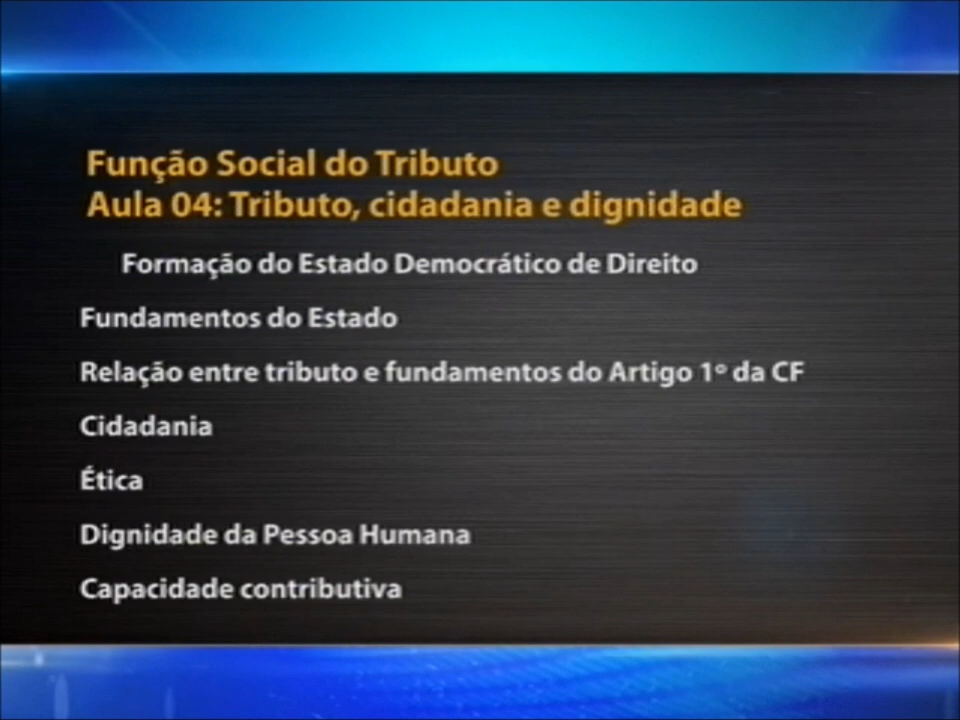 Função Social do Tributo
Aula 04: Tributo, cidadania e dignidade
Formação do Estado Democrático de Direito
Fundamentos do Estado
Relação entre tributo e fundamentos do Artigo 1º da CF
Cidadania
Ética
Dignidade da Pessoa Humana
Capacidade contributiva